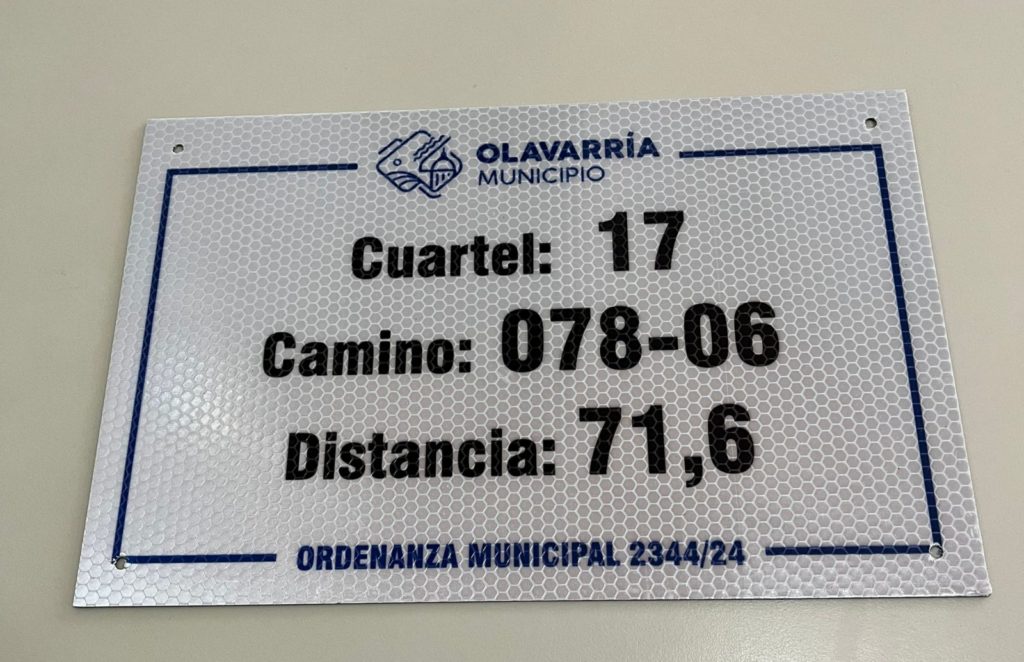 OLAVARRÍA
MUNICIPIO
Cuartel: 17
Camino: 078-06
Distancia: 71,6
ORDENANZA MUNICIPAL 2344/24